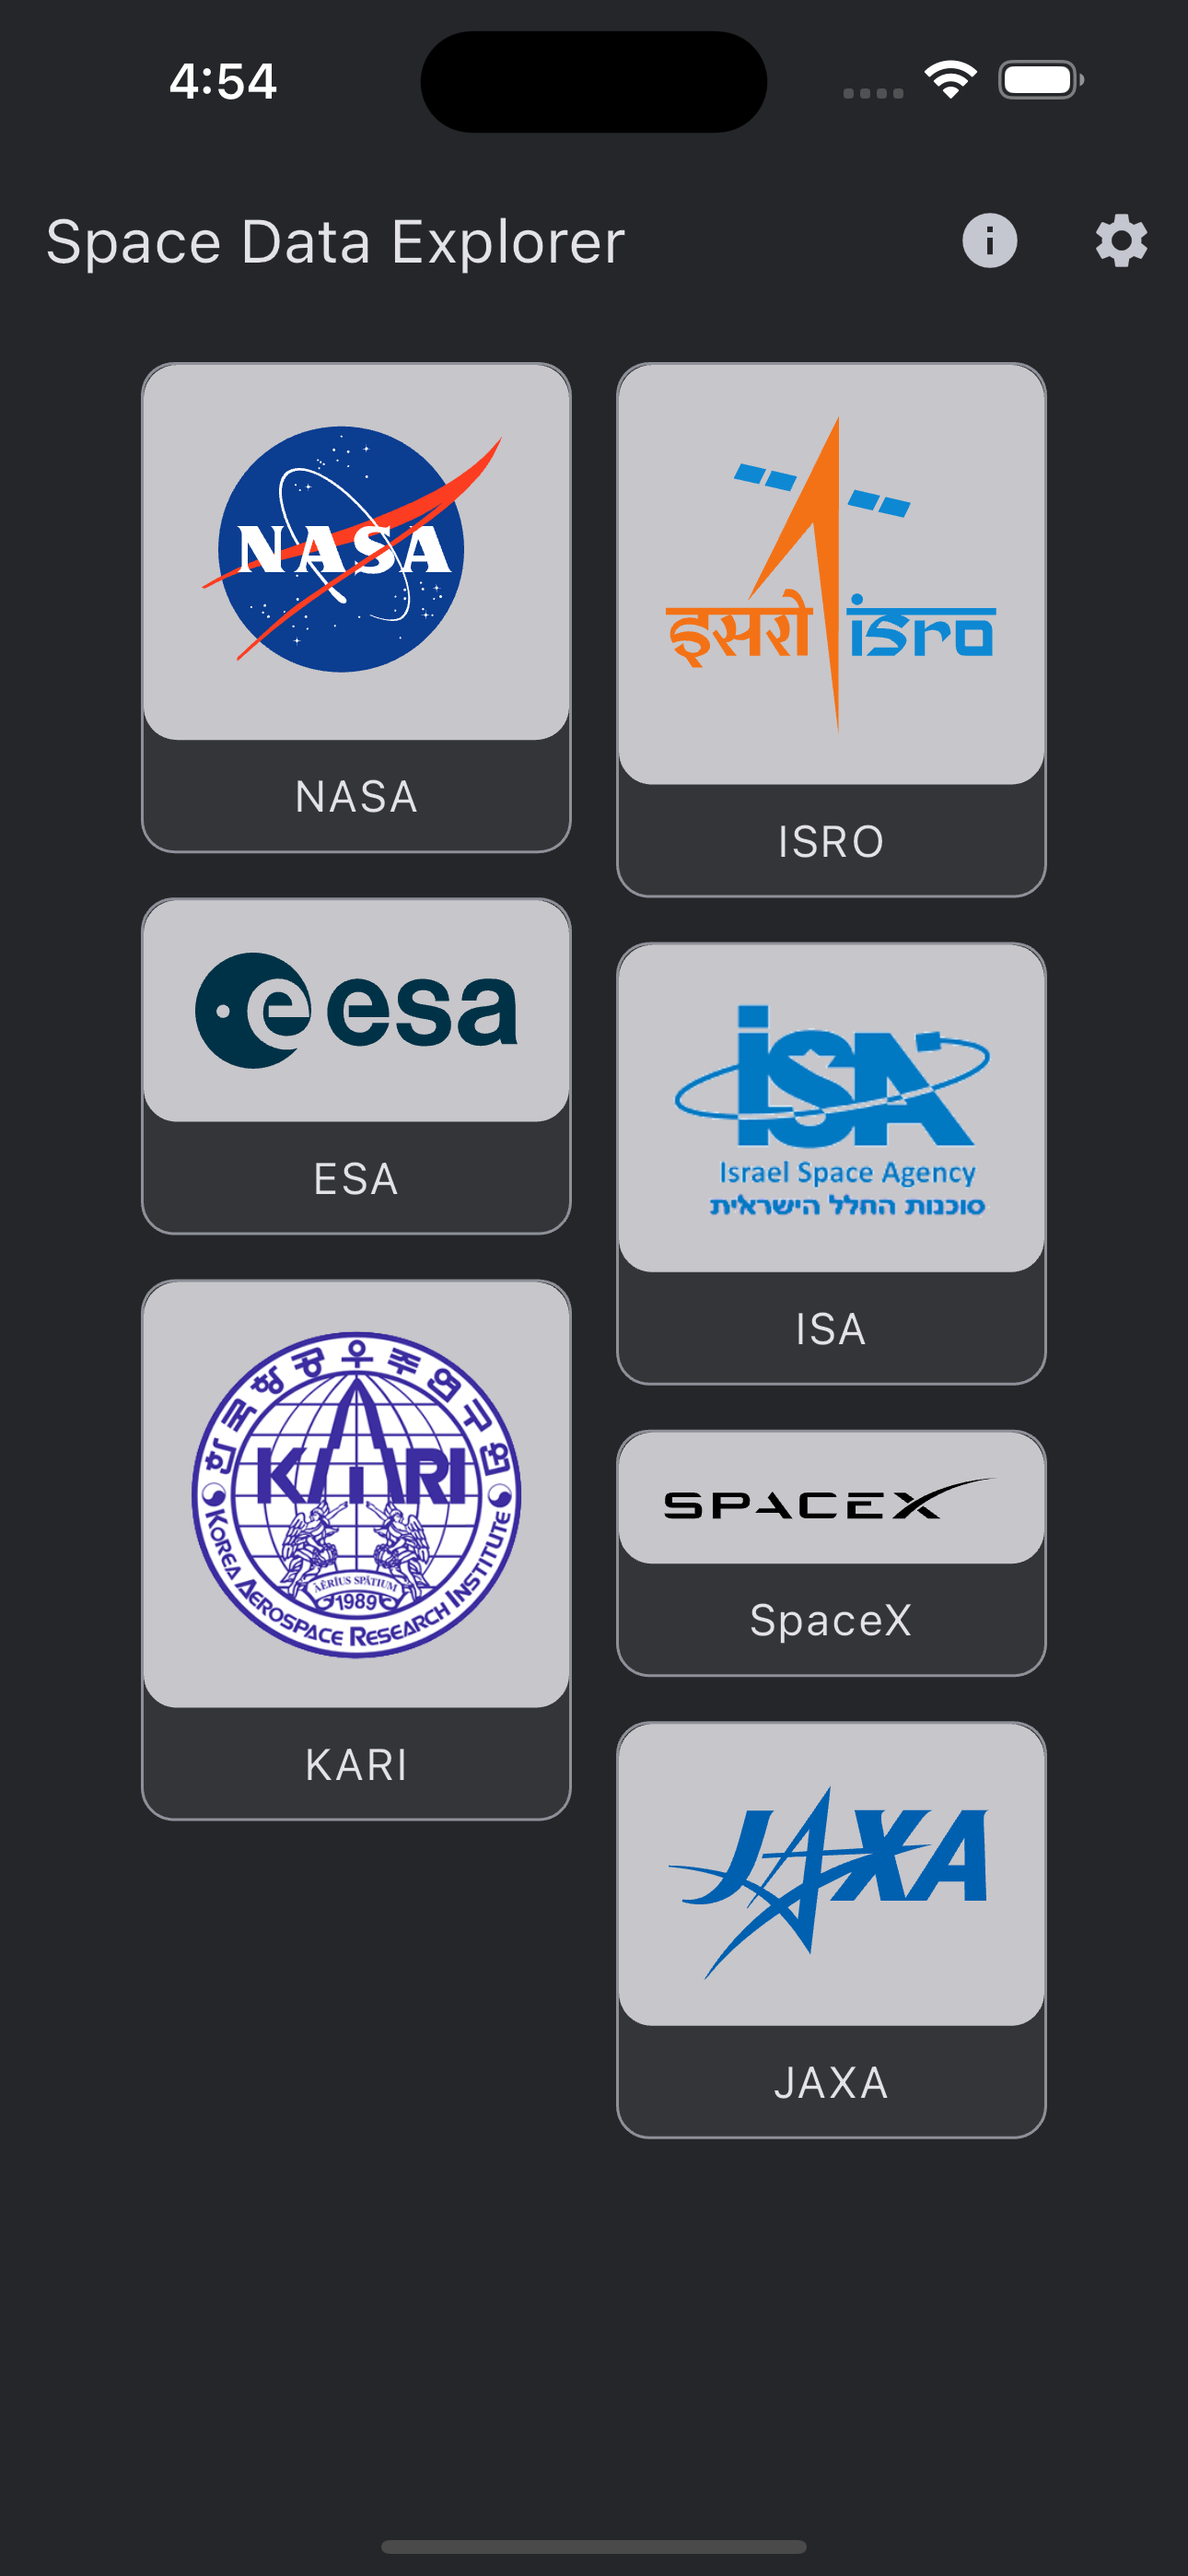 4:54
Space Data Explorer
NASA
NASA
इसरो isro
ISRO
esa
ESA
ISA
Israel Space Agency
סוכנות החלל הישראלית
ISA
한국항공우주연구원
KARI
AĒRIUS SPĀTIUM
1989
KOREA AEROSPACE RESEARCH INSTITUTE
KARI
SPACEX
SpaceX
JAXA
JAXA